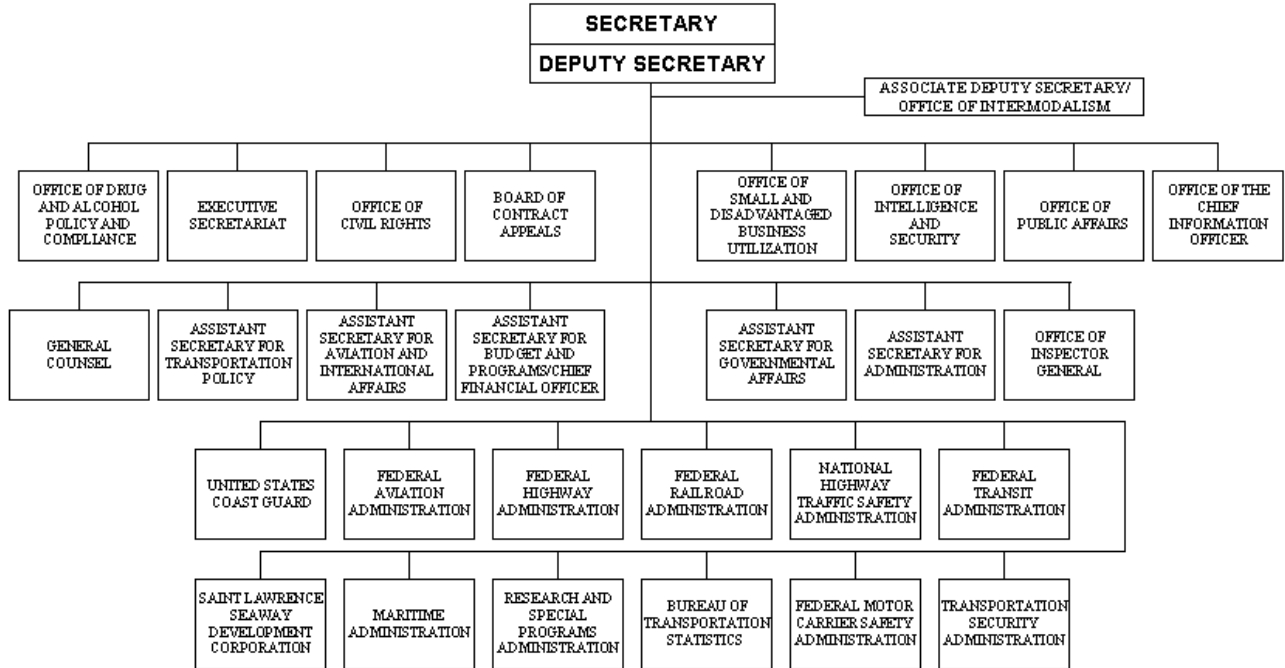 SECRETARY
DEPUTY SECRETARY
ASSOCIATE DEPUTY SECRETARY/
OFFICE OF INTERMODALISM
OFFICE OF DRUG
AND ALCOHOL
POLICY AND
COMPLIANCE
EXECUTIVE
SECRETARIAT
OFFICE OF
CIVIL RIGHTS
BOARD OF
CONTRACT
APPEALS
OFFICE OF
SMALL AND
DISADVANTAGED
BUSINESS
UTILIZATION
OFFICE OF
INTELLIGENCE
AND
SECURITY
OFFICE OF
PUBLIC AFFAIRS
OFFICE OF THE
CHIEF
INFORMATION
OFFICER
GENERAL
COUNSEL
ASSISTANT
SECRETARY FOR
TRANSPORTATION
POLICY
ASSISTANT
SECRETARY FOR
AVIATION AND
INTERNATIONAL
AFFAIRS
ASSISTANT
SECRETARY FOR
BUDGET AND
PROGRAMS/CHIEF
FINANCIAL OFFICER
ASSISTANT
SECRETARY FOR
GOVERNMENTAL
AFFAIRS
ASSISTANT
SECRETARY FOR
ADMINISTRATION
OFFICE OF
INSPECTOR
GENERAL
UNITED STATES
COAST GUARD
FEDERAL
AVIATION
ADMINISTRATION
FEDERAL
HIGHWAY
ADMINISTRATION
FEDERAL
RAILROAD
ADMINISTRATION
NATIONAL
HIGHWAY
TRAFFIC SAFETY
ADMINISTRATION
FEDERAL
TRANSIT
ADMINISTRATION
SAINT LAWRENCE
SEAWAY
DEVELOPMENT
CORPORATION
MARITIME
ADMINISTRATION
RESEARCH AND
SPECIAL
PROGRAMS
ADMINISTRATION
BUREAU OF
TRANSPORTATION
STATISTICS
FEDERAL MOTOR
CARRIER SAFETY
ADMINISTRATION
TRANSPORTATION
SECURITY
ADMINISTRATION